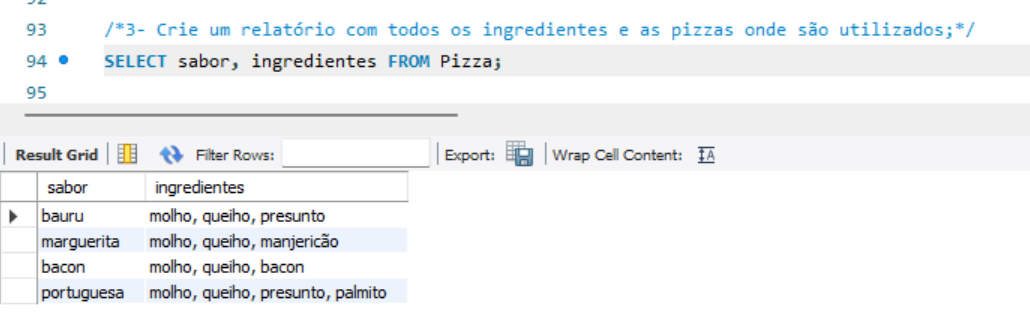 93 /*3- Crie um relatório com todos os ingredientes e as pizzas onde são utilizados;*/
94 SELECT sabor, ingredientes FROM Pizza;
95
Result Grid Filter Rows: Export: Wrap Cell Content: IA
sabor ingredientes
bauru molho, queiho, presunto
marguerita molho, queiho, manjericão
bacon molho, queiho, bacon
portuguesa molho, queiho, presunto, palmito